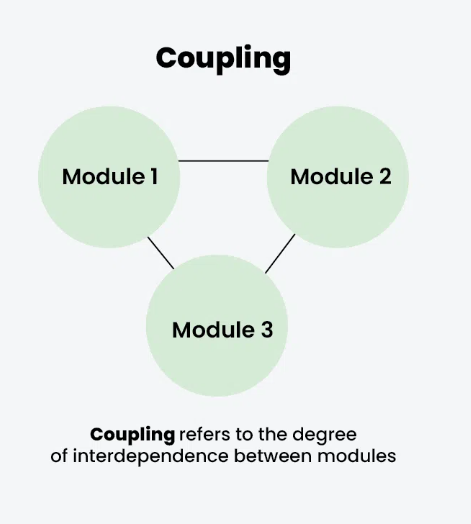 Coupling
Module 1
Module 2
Module 3
Coupling refers to the degree
of interdependence between modules